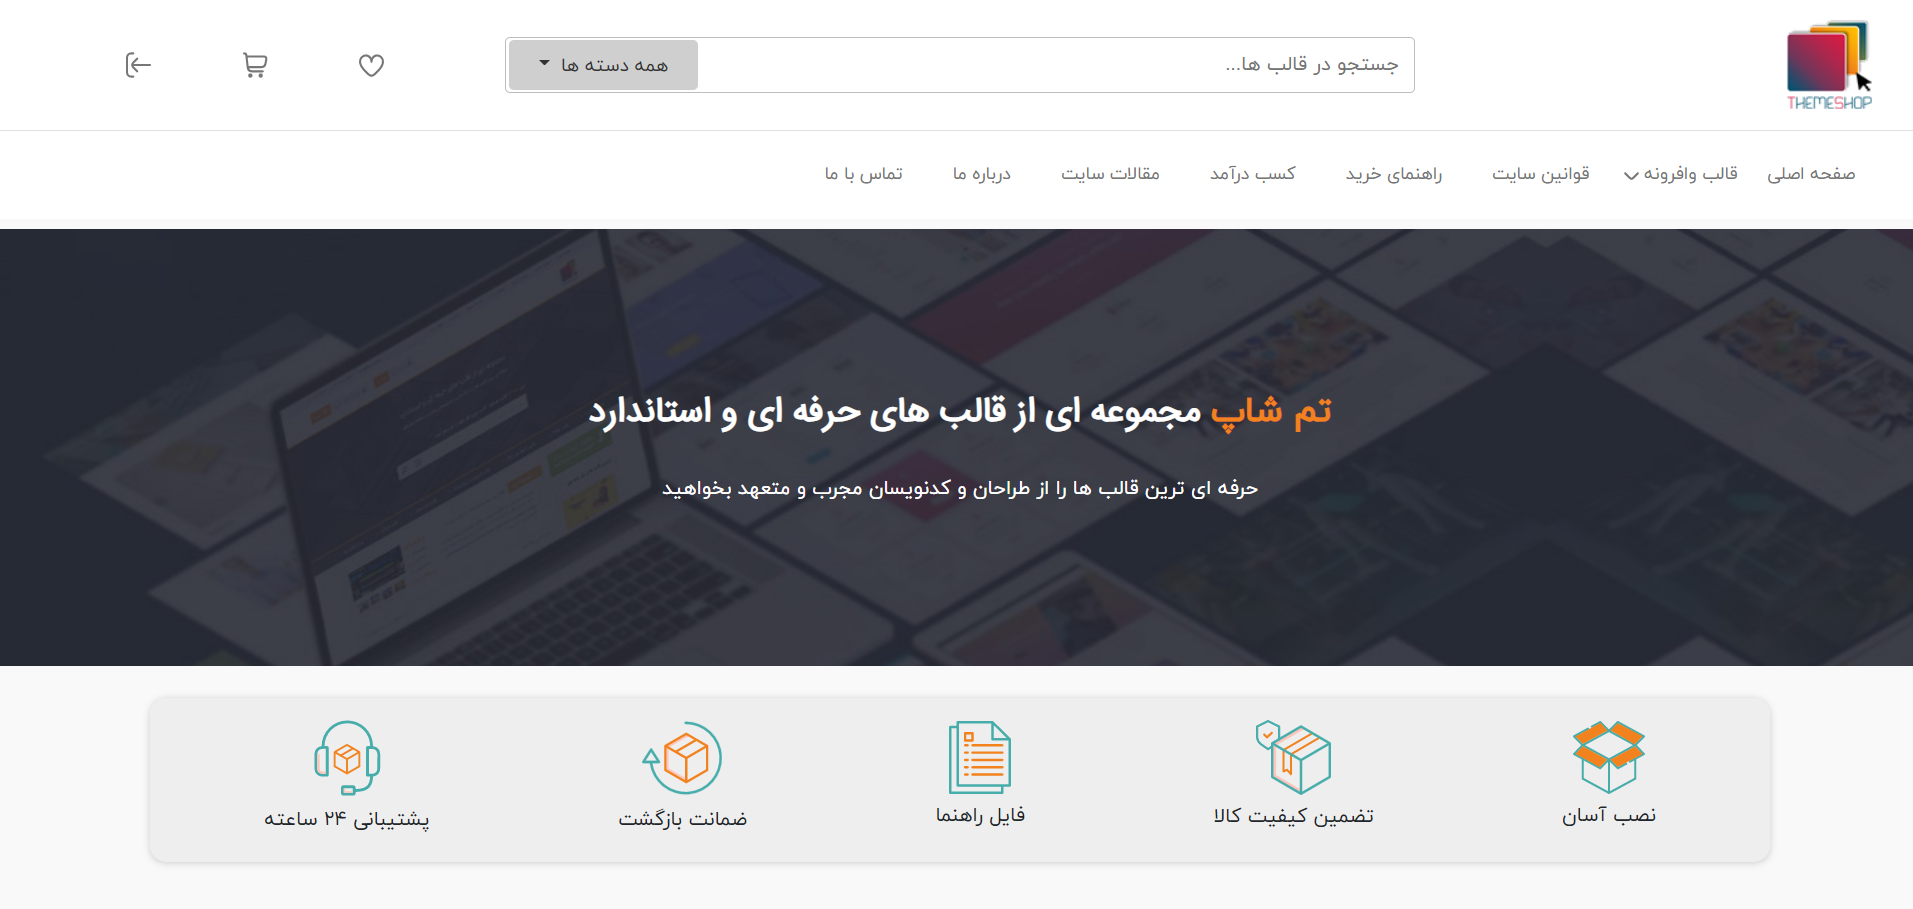 THEMESHOP
جستجو در قالب ها...
همه دسته ها
صفحه اصلی
قالب وافرونه
قوانین سایت
راهنمای خرید
کسب درآمد
مقالات سایت
درباره ما
تماس با ما
تم شاپ مجموعه ای از قالب های حرفه ای و استاندارد
حرفه ای ترین قالب ها را از طراحان و کدنویسان مجرب و متعهد بخواهید
نصب آسان
تضمین کیفیت کالا
فایل راهنما
ضمانت بازگشت
پشتیبانی ۲۴ ساعته